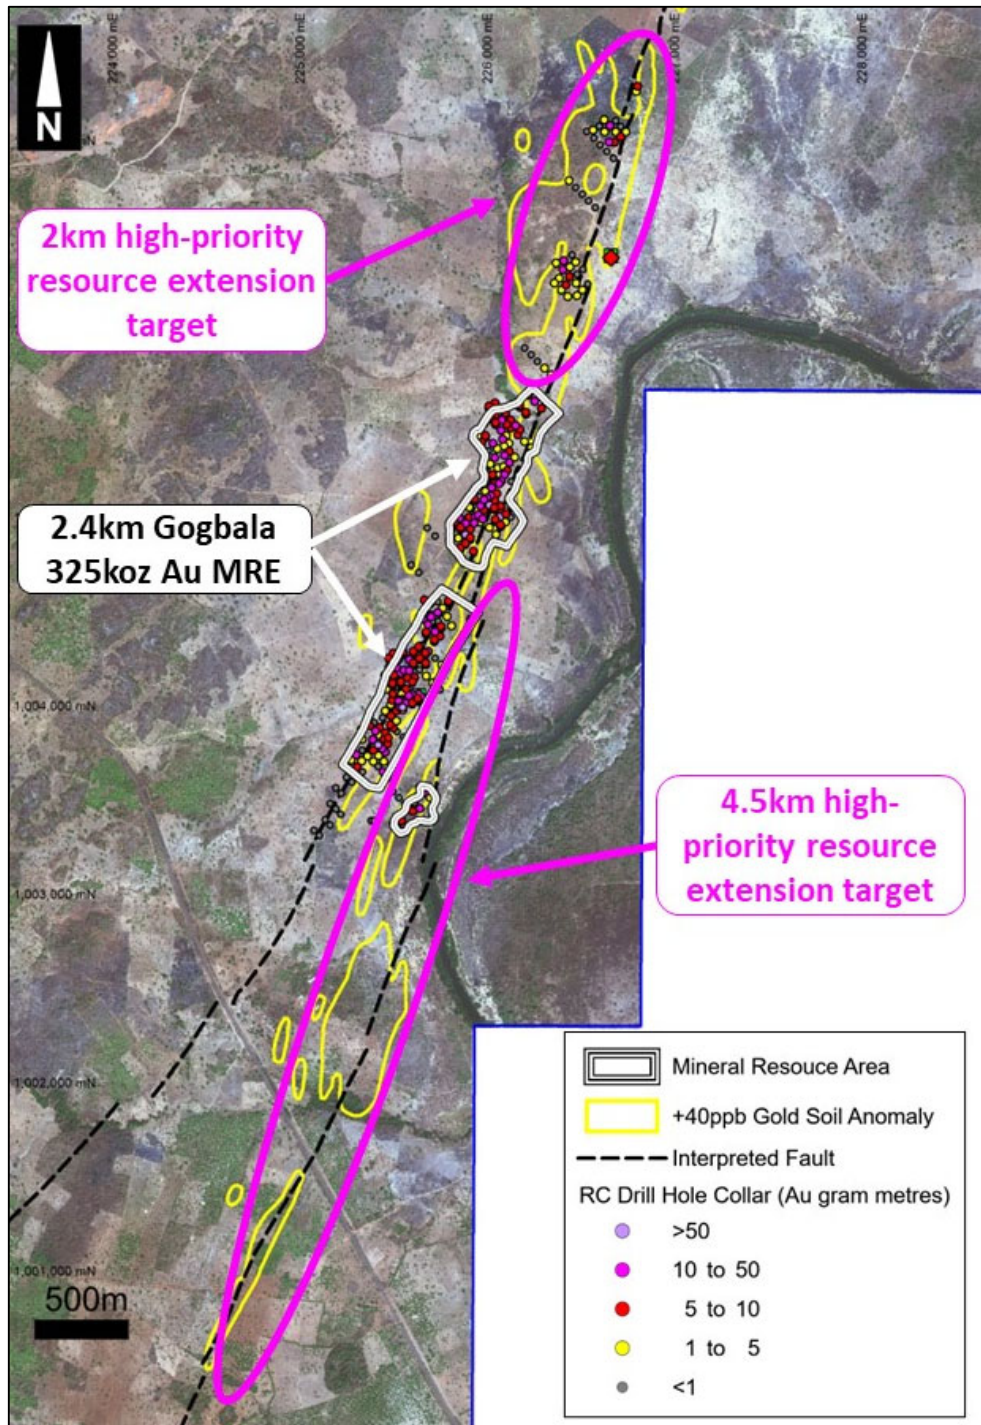 224,000 mE
225,000 mE
226,000 mE
227,000 mE
228,000 mE
N
2km high-priority
resource extension
target
2.4km Gogbala
325koz Au MRE
1,004,000 mN
4.5km high-
priority resource
extension target
1,003,000 mN
1,002,000 mN
1,001,000 mN
500m
Mineral Resouce Area
+40ppb Gold Soil Anomaly
Interpreted Fault
RC Drill Hole Collar (Au gram metres)
>50
10 to 50
5 to 10
1 to 5
<1